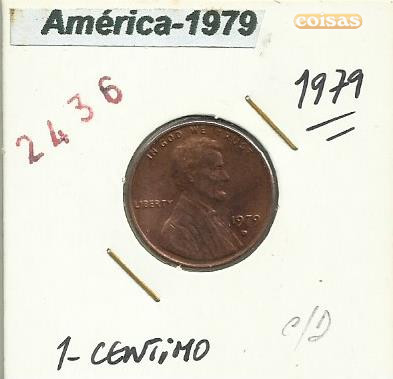 América-1979
coisas
2436
1979
IN GOD WE TRUST
LIBERTY
1979
D
1- CENTIMO
C/D